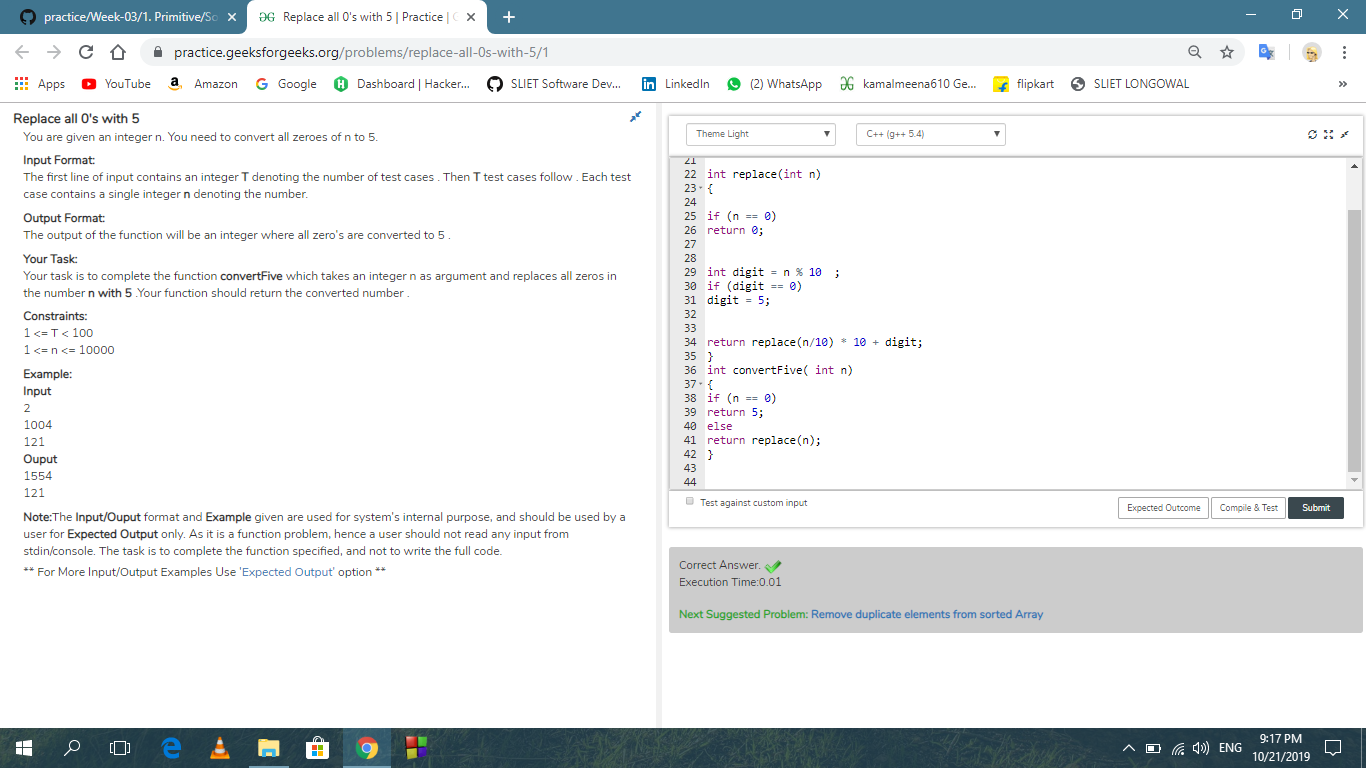 practice/Week-03/1. Primitive/So
Replace all 0's with 5 | Practice |
practice.geeksforgeeks.org/problems/replace-all-0s-with-5/1
Apps YouTube Amazon Google Dashboard | Hacker... SLIET Software Dev... LinkedIn (2) WhatsApp kamalmeena610 Ge... flipkart SLIET LONGOWAL »
Replace all 0's with 5
You are given an integer n. You need to convert all zeroes of n to 5.
Input Format:
The first line of input contains an integer T denoting the number of test cases . Then T test cases follow . Each test
case contains a single integer n denoting the number.
Output Format:
The output of the function will be an integer where all zero's are converted to 5 .
Your Task:
Your task is to complete the function convertFive which takes an integer n as argument and replaces all zeros in
the number n with 5 .Your function should return the converted number .
Constraints:
1 <= T < 100
1 <= n <= 10000
Example:
Input
2
1004
121
Ouput
1554
121
Note:The Input/Ouput format and Example given are used for system's internal purpose, and should be used by a
user for Expected Output only. As it is a function problem, hence a user should not read any input from
stdin/console. The task is to complete the function specified, and not to write the full code.
** For More Input/Output Examples Use 'Expected Output' option **
Theme Light
C++ (g++ 5.4)
21
22 int replace(int n)
23 {
24
25 if (n == 0)
26 return 0;
27
28
29 int digit = n % 10  ;
30 if (digit == 0)
31 digit = 5;
32
33
34 return replace(n/10) * 10 + digit;
35 }
36 int convertFive( int n)
37 {
38 if (n == 0)
39 return 5;
40 else
41 return replace(n);
42 }
43
44
Test against custom input
Expected Outcome
Compile & Test
Submit
Correct Answer.
Execution Time:0.01
Next Suggested Problem: Remove duplicate elements from sorted Array
ENG
9:17 PM
10/21/2019